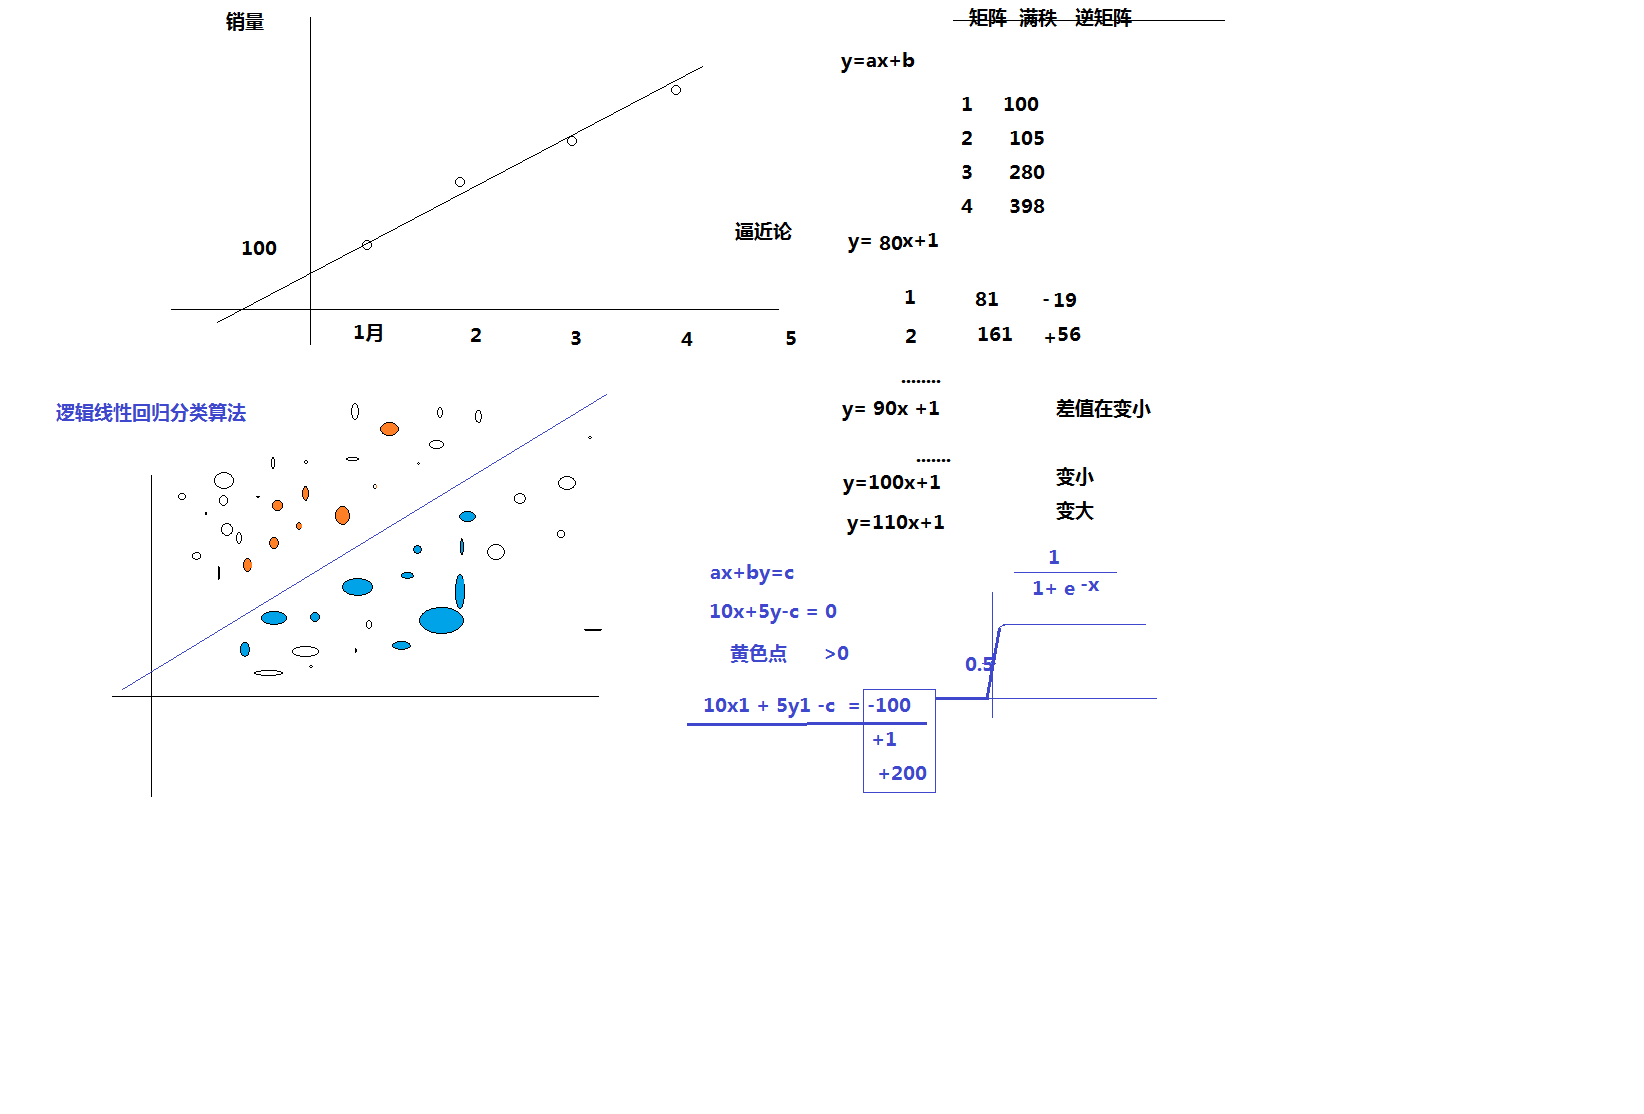 销量
100
1月 2 3 4 5
逼近论
矩阵 满秩 逆矩阵
y=ax+b
1 100
2 105
3 280
4 398
y= 80x+1
1 81 -19
2 161 +56
........
y= 90x +1 差值在变小
.......
y=100x+1 变小
y=110x+1 变大
逻辑线性回归分类算法
ax+by=c
10x+5y-c = 0
黄色点 >0
10x1 + 5y1 -c = -100
+1
+200
1
1+ e -x
0.5